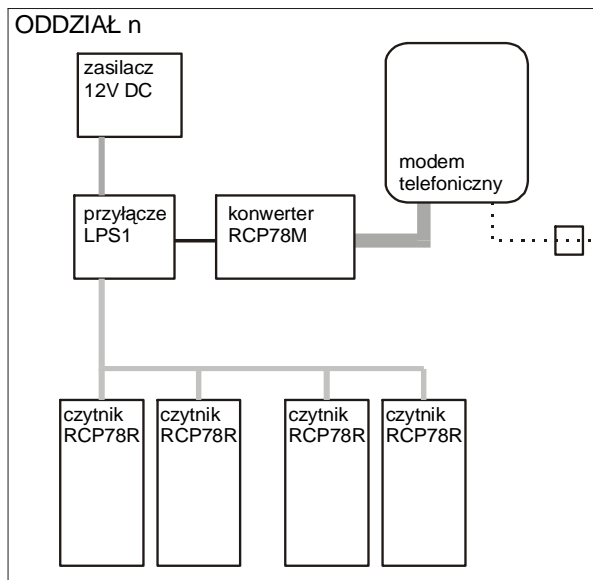 ODDZIAŁ n
zasilacz
12V DC
modem
telefoniczny
przyłącze
LPS1
konwerter
RCP78M
czytnik
RCP78R
czytnik
RCP78R
czytnik
RCP78R
czytnik
RCP78R